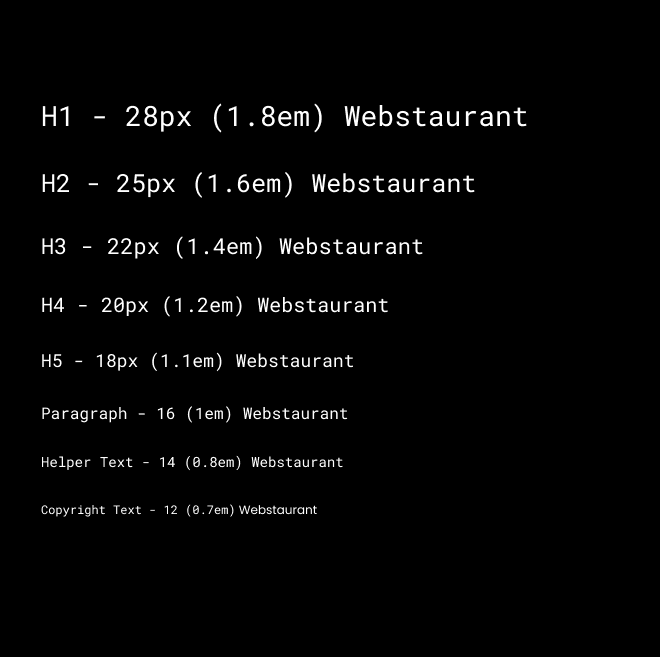 H1 - 28px (1.8em) Webstaurant
H2 - 25px (1.6em) Webstaurant
H3 - 22px (1.4em) Webstaurant
H4 - 20px (1.2em) Webstaurant
H5 - 18px (1.1em) Webstaurant
Paragraph - 16 (1em) Webstaurant
Helper Text - 14 (0.8em) Webstaurant
Copyright Text - 12 (0.7em) Webstaurant